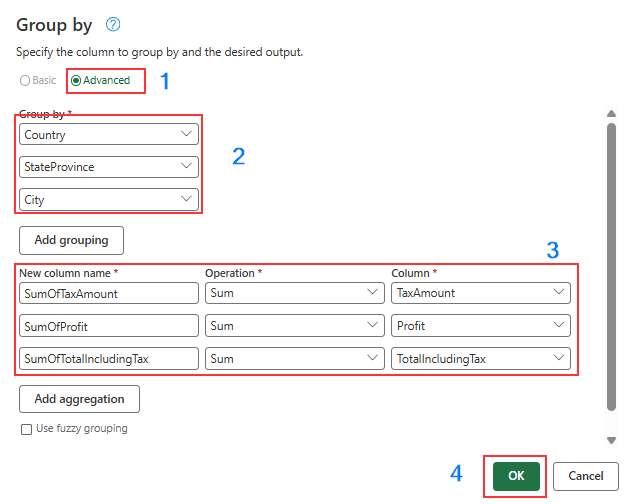 Group by ?
Specify the column to group by and the desired output.
Basic Advanced 1
Group by *
Country
StateProvince
City
2
Add grouping
3
New column name * Operation * Column *
SumOfTaxAmount Sum TaxAmount
SumOfProfit Sum Profit
SumOfTotalIncludingTax Sum TotalIncludingTax
Add aggregation
Use fuzzy grouping
4 OK Cancel